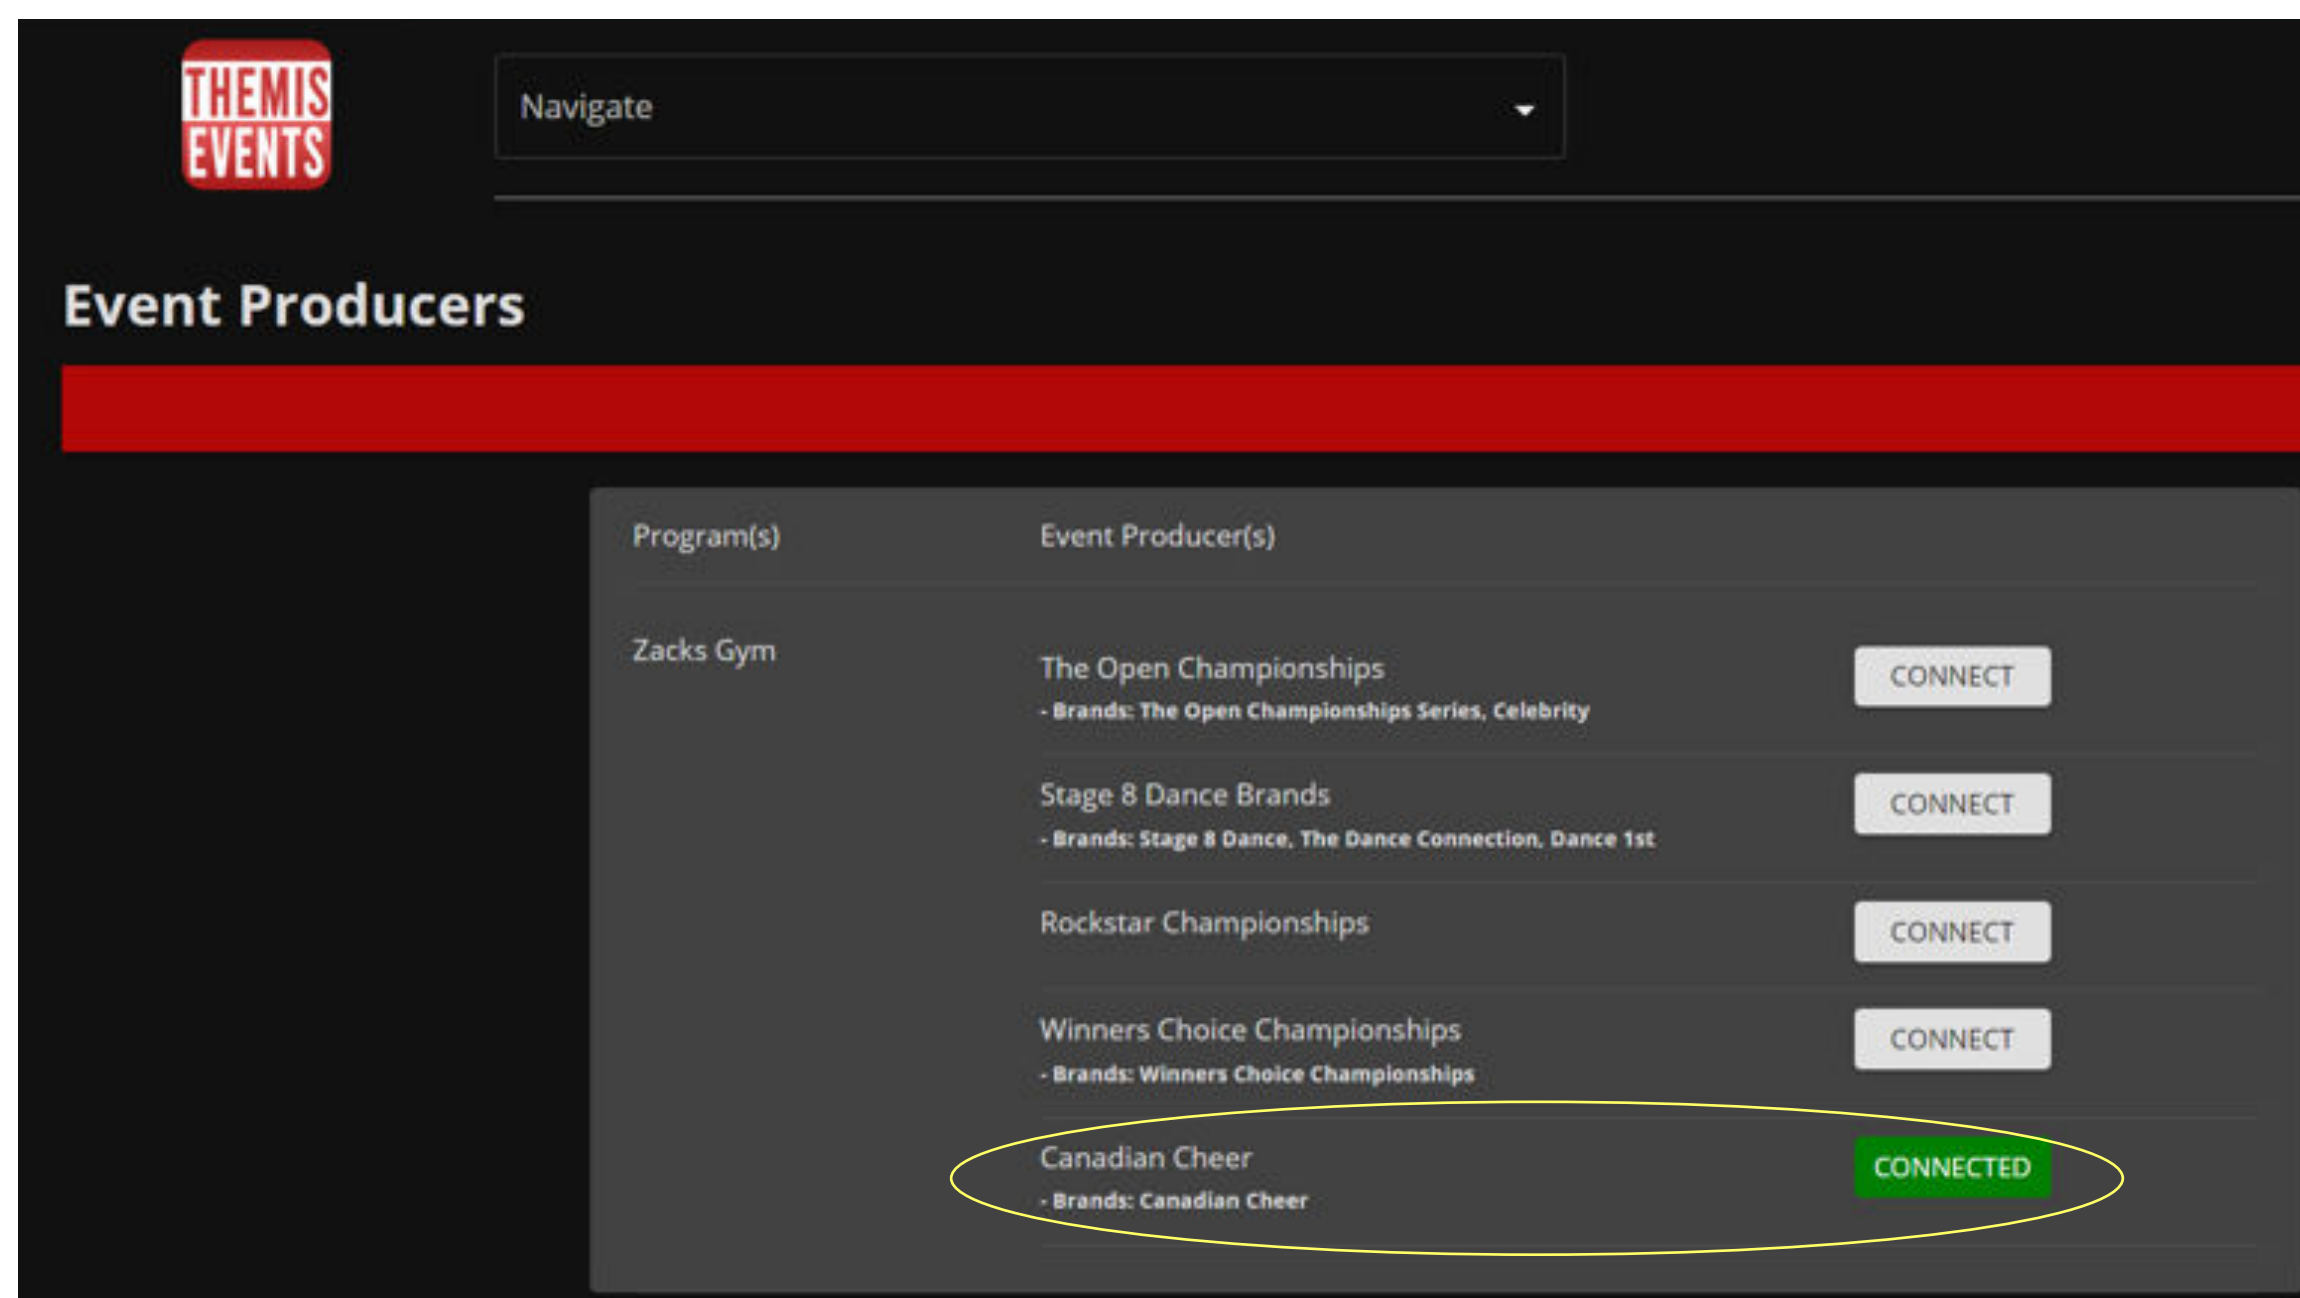 THEMIS
EVENTS
Navigate
Event Producers
Program(s)
Event Producer(s)
Zacks Gym
The Open Championships
CONNECT
- Brands: The Open Championships Series, Celebrity
Stage 8 Dance Brands
CONNECT
- Brands: Stage 8 Dance, The Dance Connection, Dance 1st
Rockstar Championships
CONNECT
Winners Choice Championships
CONNECT
- Brands: Winners Choice Championships
Canadian Cheer
CONNECTED
- Brands: Canadian Cheer